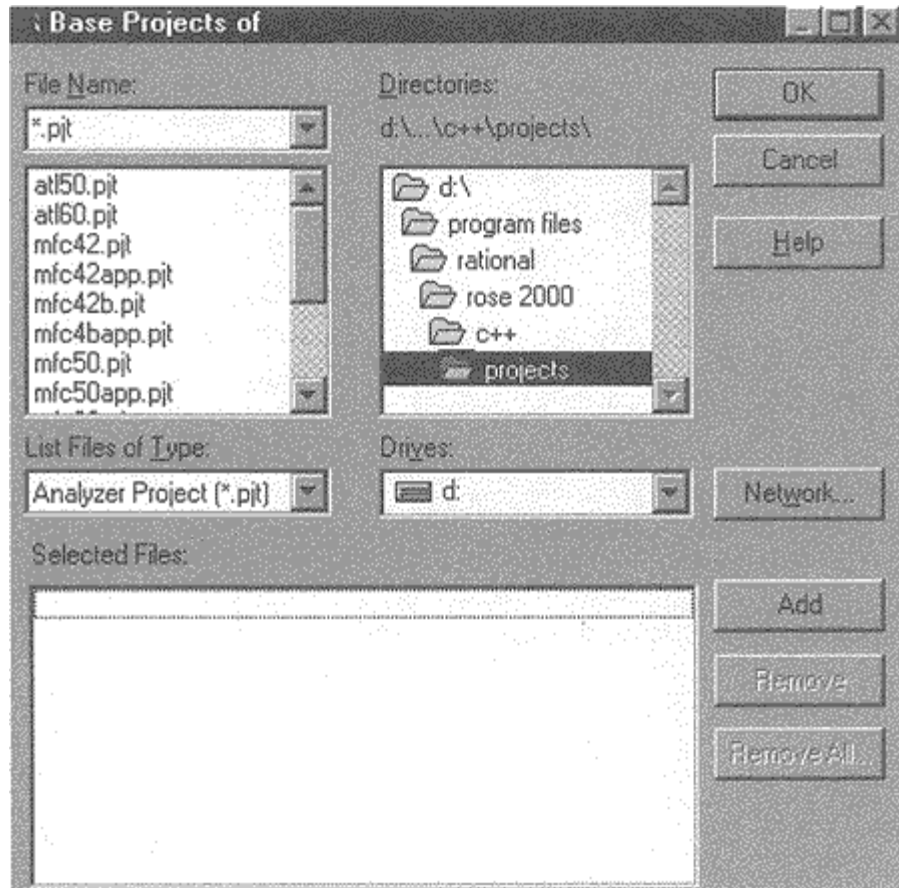 \ Base Projects of
File Name:
*.pjt
atl50.pjt
atl60.pjt
mfc42.pjt
mfc42app.pjt
mfc42b.pjt
mfc4bapp.pjt
mfc50.pjt
mfc50app.pjt
List Files of Type:
Analyzer Project (*.pjt)
Directories:
d:\...\c++\projects\
d:\
program files
rational
rose 2000
c++
projects
Drives:
d:
OK
Cancel
Help
Network...
Selected Files:
Add
Remove
Remove All...